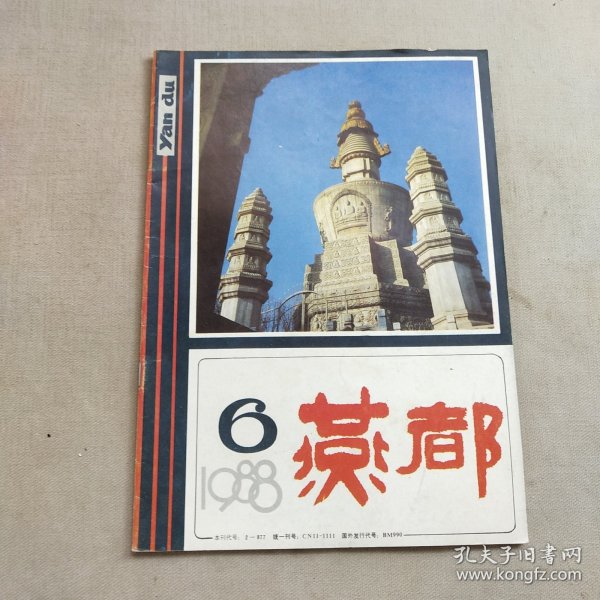 yan du
6
1988
燕都
本刊代号：2－877 统一刊号：CN11-1111 国外发行代号：BM990
孔夫子旧书网
www.kongfz.com